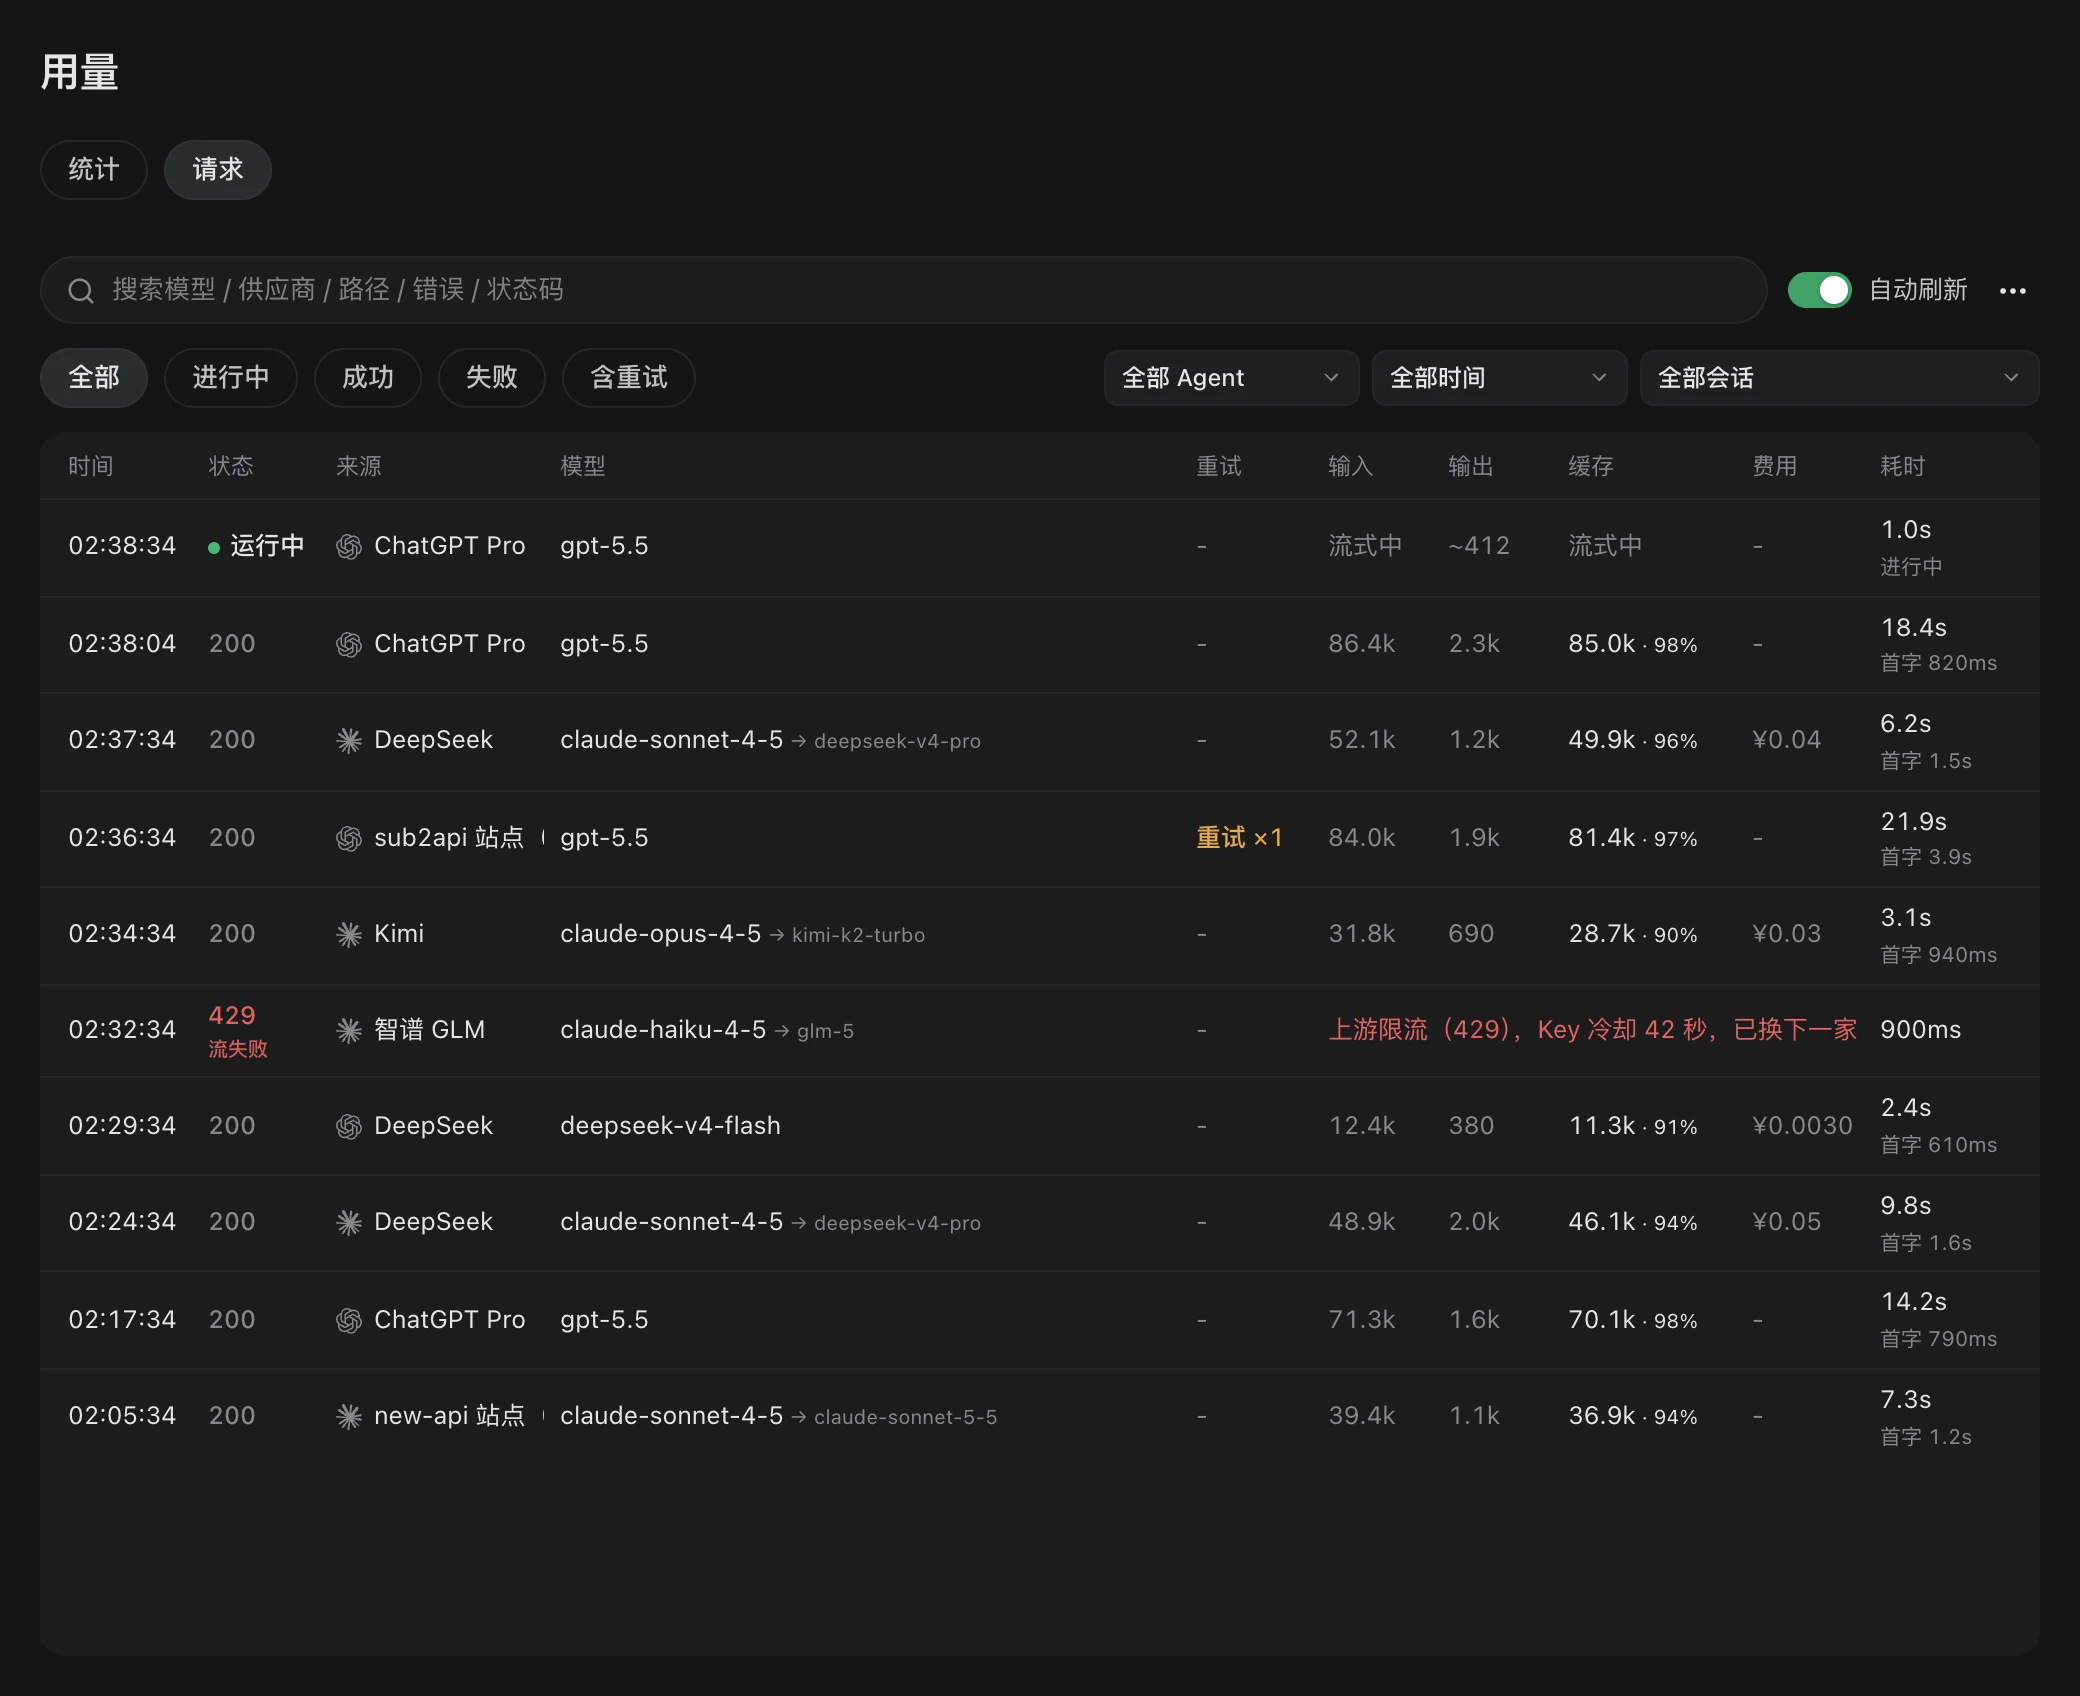 用量
统计 请求
搜索模型 / 供应商 / 路径 / 错误 / 状态码 自动刷新
全部 进行中 成功 失败 含重试 全部 Agent 全部时间 全部会话
时间 状态 来源 模型 重试 输入 输出 缓存 费用 耗时
02:38:34 运行中 ChatGPT Pro gpt-5.5 - 流式中 ~412 流式中 - 1.0s
进行中
02:38:04 200 ChatGPT Pro gpt-5.5 - 86.4k 2.3k 85.0k · 98% - 18.4s
首字 820ms
02:37:34 200 DeepSeek claude-sonnet-4-5 → deepseek-v4-pro - 52.1k 1.2k 49.9k · 96% ¥0.04 6.2s
首字 1.5s
02:36:34 200 sub2api 站点 gpt-5.5 重试 ×1 84.0k 1.9k 81.4k · 97% - 21.9s
首字 3.9s
02:34:34 200 Kimi claude-opus-4-5 → kimi-k2-turbo - 31.8k 690 28.7k · 90% ¥0.03 3.1s
首字 940ms
02:32:34 429 智谱 GLM claude-haiku-4-5 → glm-5 - 上游限流（429），Key 冷却 42 秒，已换下一家 900ms
流失败
02:29:34 200 DeepSeek deepseek-v4-flash - 12.4k 380 11.3k · 91% ¥0.0030 2.4s
首字 610ms
02:24:34 200 DeepSeek claude-sonnet-4-5 → deepseek-v4-pro - 48.9k 2.0k 46.1k · 94% ¥0.05 9.8s
首字 1.6s
02:17:34 200 ChatGPT Pro gpt-5.5 - 71.3k 1.6k 70.1k · 98% - 14.2s
首字 790ms
02:05:34 200 new-api 站点 claude-sonnet-4-5 → claude-sonnet-5-5 - 39.4k 1.1k 36.9k · 94% - 7.3s
首字 1.2s